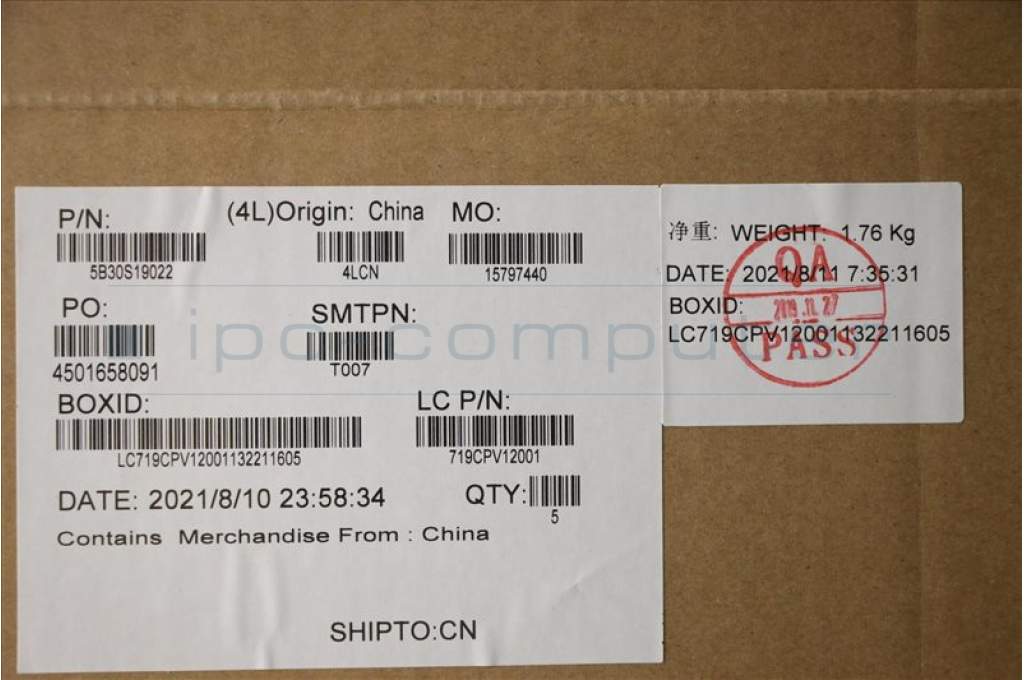 P/N:
5B30S19022
(4L)Origin: China
4LCN
MO:
15797440
PO:
4501658091
SMTPN:
T007
BOXID:
LC719CPV12001132211605
LC P/N:
719CPV12001
DATE: 2021/8/10 23:58:34
QTY:
5
Contains Merchandise From : China
SHIPTO:CN
净重: WEIGHT: 1.76 Kg
DATE: 2021/8/11 7:35:31
BOXID:
LC719CPV12001132211605
QA
PASS
ipc-comput